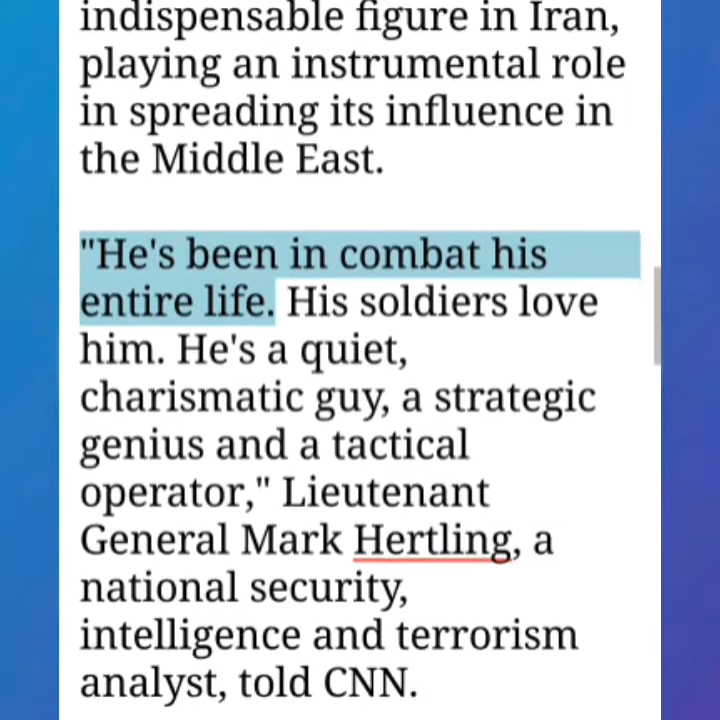 indispensable figure in Iran,
playing an instrumental role
in spreading its influence in
the Middle East.
"He's been in combat his
entire life. His soldiers love
him. He's a quiet,
charismatic guy, a strategic
genius and a tactical
operator," Lieutenant
General Mark Hertling, a
national security,
intelligence and terrorism
analyst, told CNN.